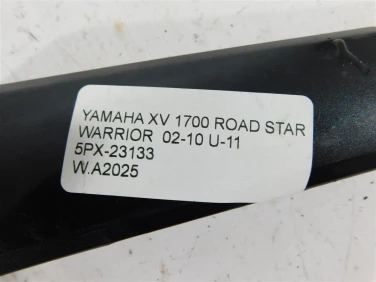 YAMAHA XV 1700 ROAD STAR
WARRIOR 02-10 U-11
5PX-23133
W.A2025